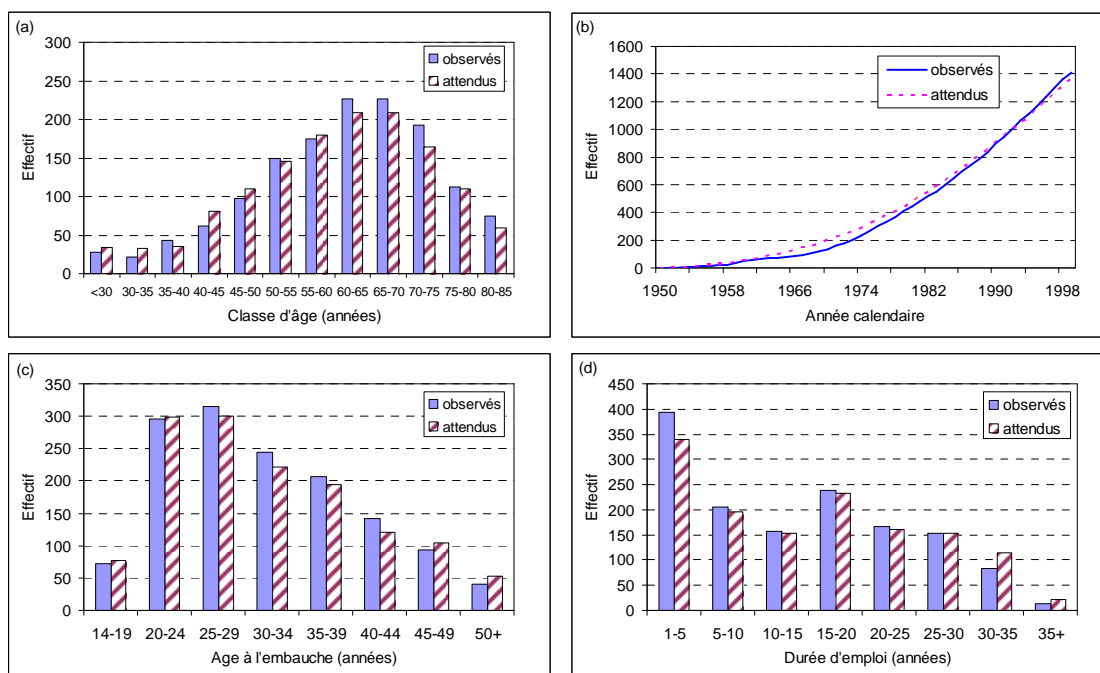 (a)
300
250
200
150
100
50
0
Effectif
observés
attendus
<30 30-35 35-40 40-45 45-50 50-55 55-60 60-65 65-70 70-75 75-80 80-85
Classe d'âge (années)
(b)
1600
1400
1200
1000
800
600
400
200
0
Effectif
observés
attendus
1950 1958 1966 1974 1982 1990 1998
Année calendaire
(c)
350
300
250
200
150
100
50
0
Effectif
observés
attendus
14-19 20-24 25-29 30-34 35-39 40-44 45-49 50+
Age à l'embauche (années)
(d)
450
400
350
300
250
200
150
100
50
0
Effectif
observés
attendus
1-5 5-10 10-15 15-20 20-25 25-30 30-35 35+
Durée d'emploi (années)